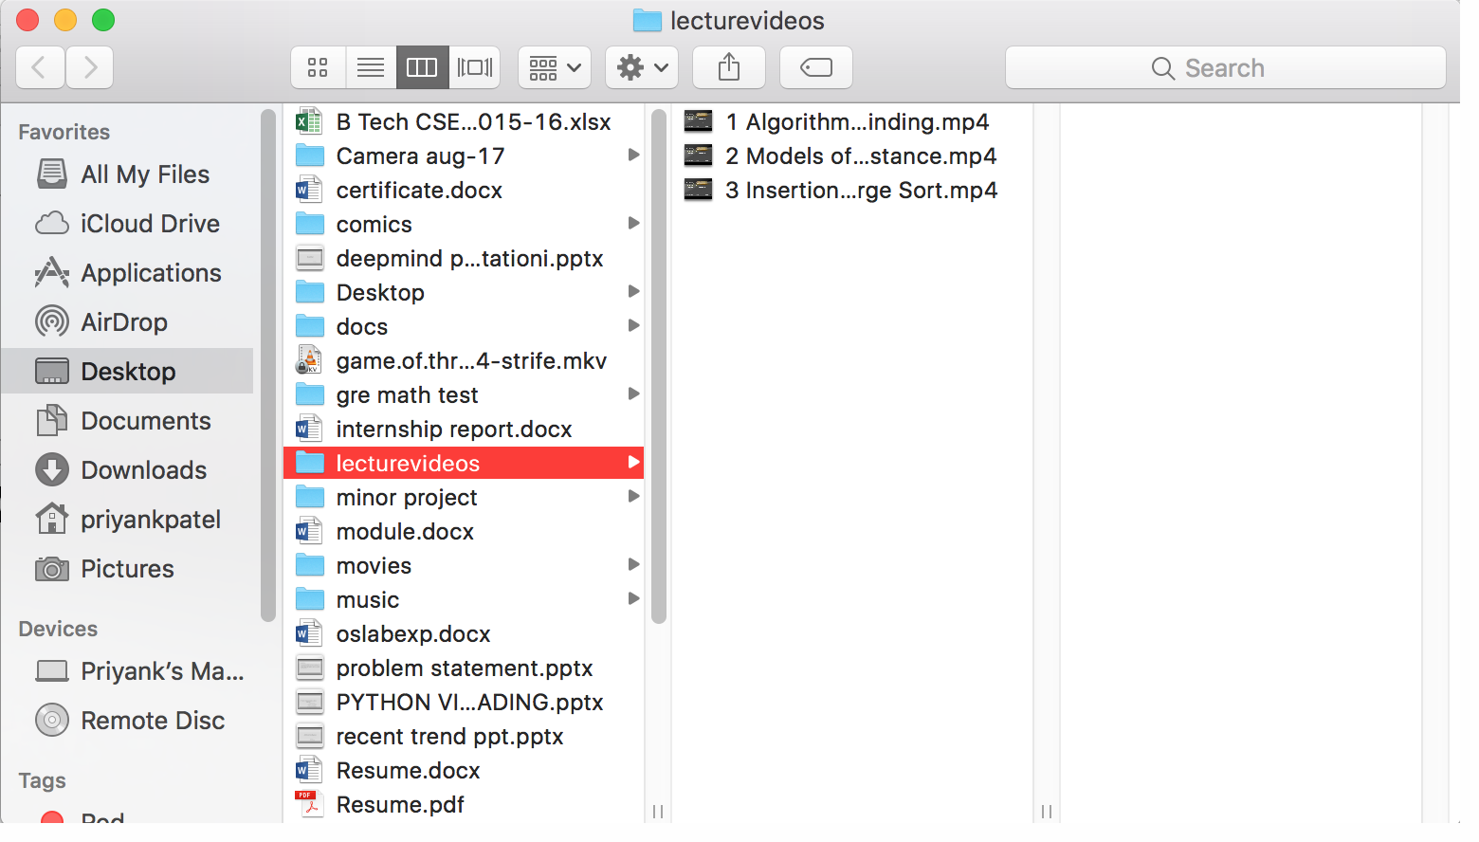 lecturevideos
Search
Favorites
All My Files
iCloud Drive
Applications
AirDrop
Desktop
Documents
Downloads
priyankpatel
Pictures
Devices
Priyank's Ma...
Remote Disc
Tags
Red
B Tech CSE...015-16.xlsx
Camera aug-17
certificate.docx
comics
deepmind p...tationi.pptx
Desktop
docs
game.of.thr...4-strife.mkv
gre math test
internship report.docx
lecturevideos
minor project
module.docx
movies
music
oslabexp.docx
problem statement.pptx
PYTHON VI...ADING.pptx
recent trend ppt.pptx
Resume.docx
Resume.pdf
1 Algorithm...inding.mp4
2 Models of...stance.mp4
3 Insertion...rge Sort.mp4